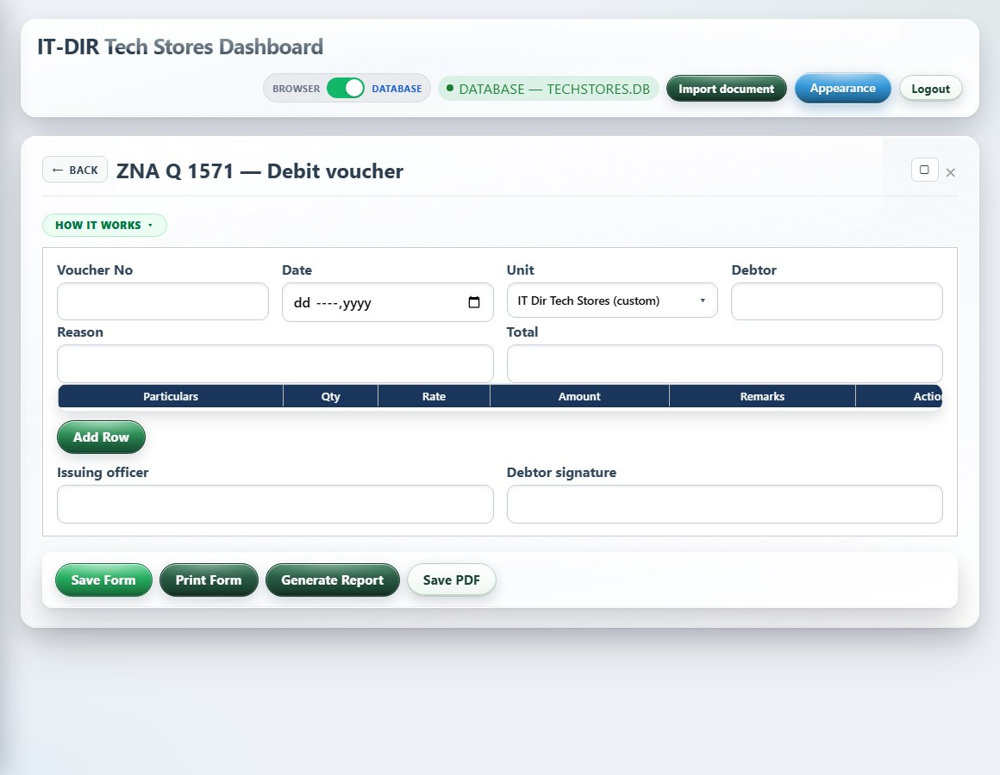 IT-DIR Tech Stores Dashboard
BROWSER DATABASE DATABASE — TECHSTORES.DB Import document Appearance Logout
← BACK ZNA Q 1571 — Debit voucher ×
HOW IT WORKS ▾
Voucher No Date Unit Debtor
dd ----,yyyy IT Dir Tech Stores (custom) ▾
Reason Total
Particulars Qty Rate Amount Remarks Actio
Add Row
Issuing officer Debtor signature
Save Form Print Form Generate Report Save PDF